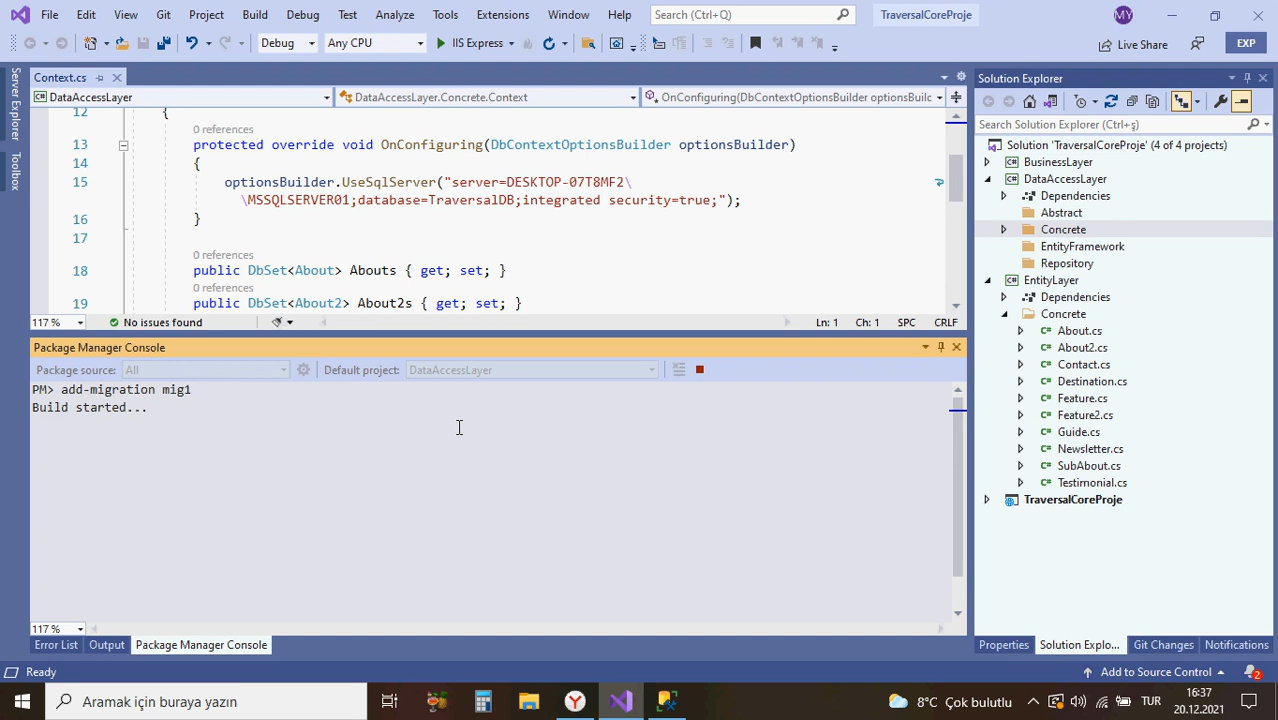 File Edit View Git Project Build Debug Test Analyze Tools Extensions Window Help Search (Ctrl+Q) TraversalCoreProje MY
Debug Any CPU IIS Express Live Share EXP
Server Explorer
Toolbox
Context.cs
DataAccessLayer DataAccessLayer.Concrete.Context OnConfiguring(DbContextOptionsBuilder optionsBuilc
12 {
0 references
13 protected override void OnConfiguring(DbContextOptionsBuilder optionsBuilder)
14 {
15 optionsBuilder.UseSqlServer("server=DESKTOP-07T8MF2\
\MSSQLSERVER01;database=TraversalDB;integrated security=true;");
16 }
17
0 references
18 public DbSet<About> Abouts { get; set; }
0 references
19 public DbSet<About2> About2s { get; set; }
117 % No issues found Ln: 1 Ch: 1 SPC CRLF
Package Manager Console
Package source: All Default project: DataAccessLayer
PM> add-migration mig1
Build started...
117 %
Error List Output Package Manager Console
Solution Explorer
Search Solution Explorer (Ctrl+ş)
Solution 'TraversalCoreProje' (4 of 4 projects)
BusinessLayer
DataAccessLayer
Dependencies
Abstract
Concrete
EntityFramework
Repository
EntityLayer
Dependencies
Concrete
C# About.cs
C# About2.cs
C# Contact.cs
C# Destination.cs
C# Feature.cs
C# Feature2.cs
C# Guide.cs
C# Newsletter.cs
C# SubAbout.cs
C# Testimonial.cs
TraversalCoreProje
Properties Solution Explo... Git Changes Notifications
Ready Add to Source Control 2
Aramak için buraya yazın 8°C Çok bulutlu TUR 16:37
20.12.2021